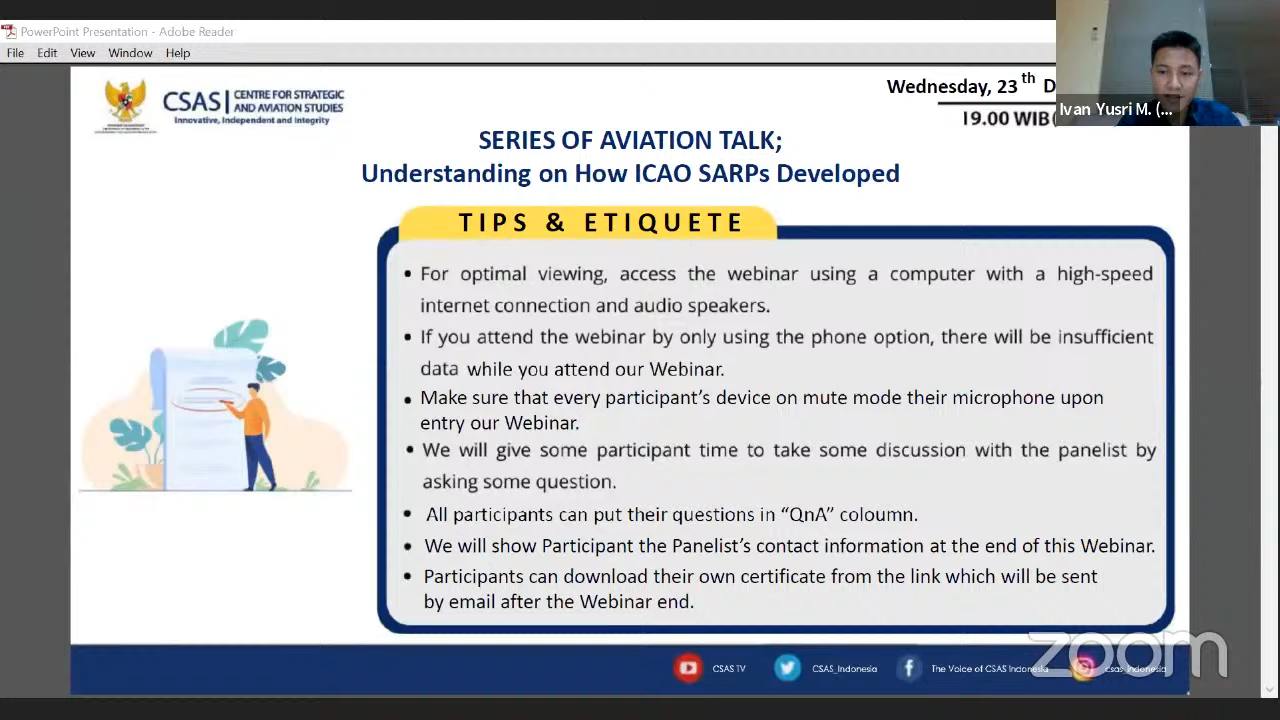 PowerPoint Presentation - Adobe Reader
File Edit View Window Help
CSAS CENTRE FOR STRATEGIC
AND AVIATION STUDIES
Innovative, Independent and Integrity
Wednesday, 23th D
19.00 WIB(
Ivan Yusri M. (...
SERIES OF AVIATION TALK;
Understanding on How ICAO SARPs Developed
TIPS & ETIQUETE
• For optimal viewing, access the webinar using a computer with a high-speed
internet connection and audio speakers.
• If you attend the webinar by only using the phone option, there will be insufficient
data while you attend our Webinar.
• Make sure that every participant's device on mute mode their microphone upon
entry our Webinar.
• We will give some participant time to take some discussion with the panelist by
asking some question.
• All participants can put their questions in “QnA” coloumn.
• We will show Participant the Panelist's contact information at the end of this Webinar.
• Participants can download their own certificate from the link which will be sent
by email after the Webinar end.
CSAS TV CSAS_Indonesia The Voice of CSAS Indonesia csas_indonesia
zoom